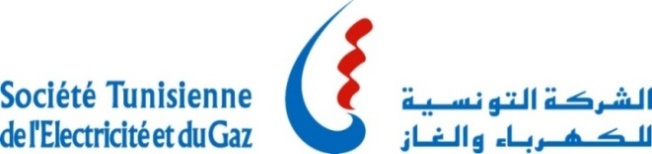 Société Tunisienne
de l'Electricité et du Gaz
الشركة التونسية
للكهرباء والغاز